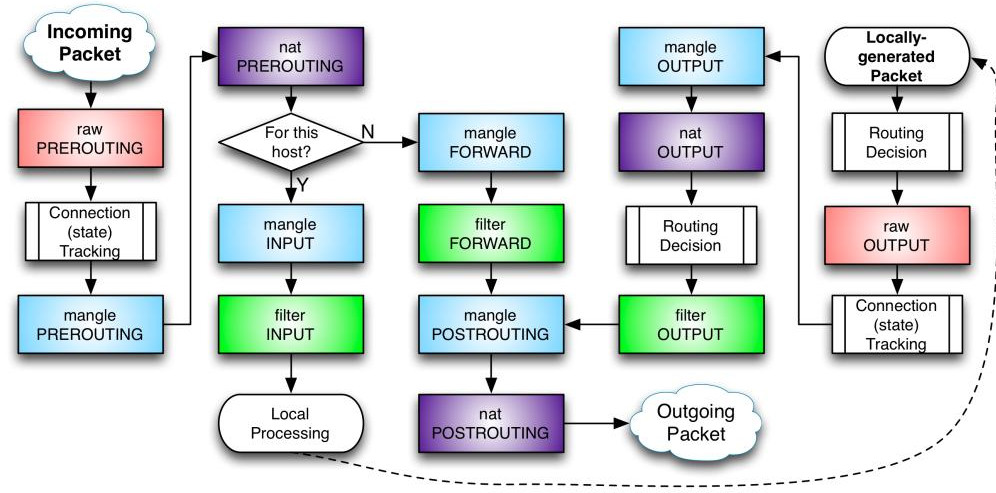 Incoming
Packet
raw
PREROUTING
Connection
(state)
Tracking
mangle
PREROUTING
nat
PREROUTING
For this
host?
N
Y
mangle
INPUT
filter
INPUT
Local
Processing
mangle
FORWARD
filter
FORWARD
mangle
POSTROUTING
nat
POSTROUTING
mangle
OUTPUT
nat
OUTPUT
Routing
Decision
filter
OUTPUT
Outgoing
Packet
Locally-
generated
Packet
Routing
Decision
raw
OUTPUT
Connection
(state)
Tracking